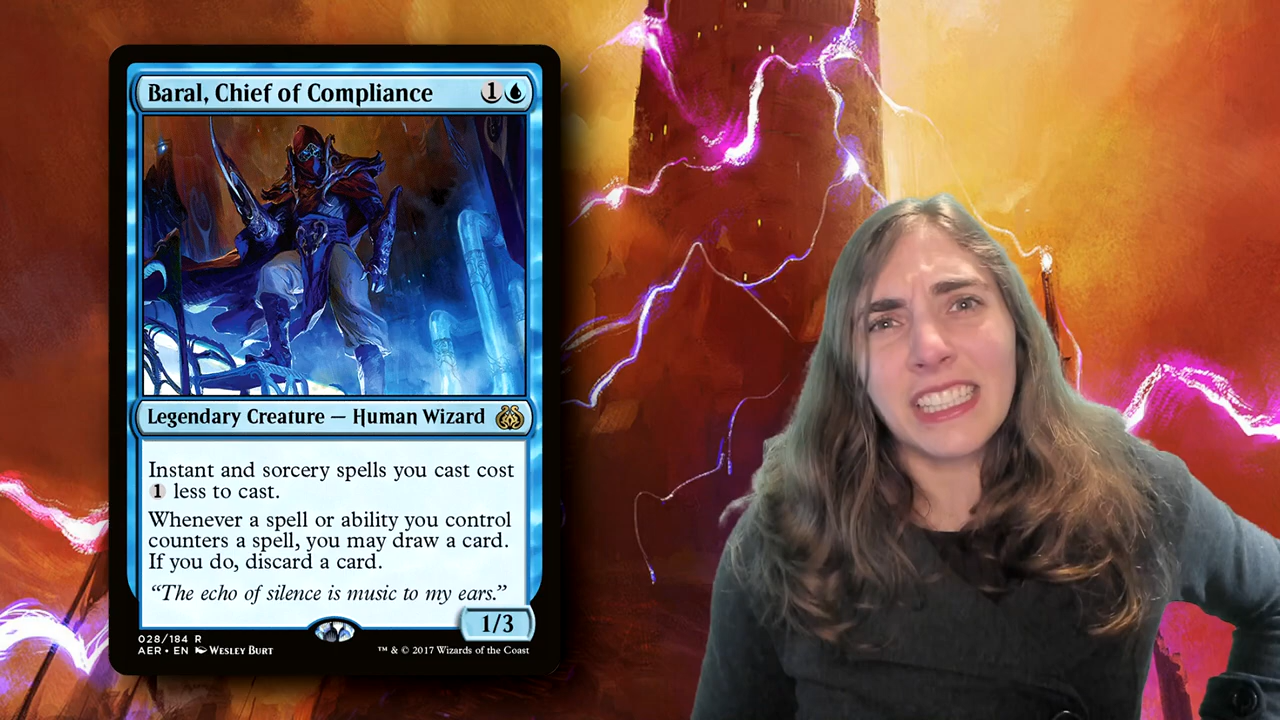 Baral, Chief of Compliance 1
Legendary Creature — Human Wizard
Instant and sorcery spells you cast cost
1 less to cast.
Whenever a spell or ability you control
counters a spell, you may draw a card.
If you do, discard a card.
“The echo of silence is music to my ears.”
1/3
028/184 R
AER • EN Wesley Burt
™ & © 2017 Wizards of the Coast